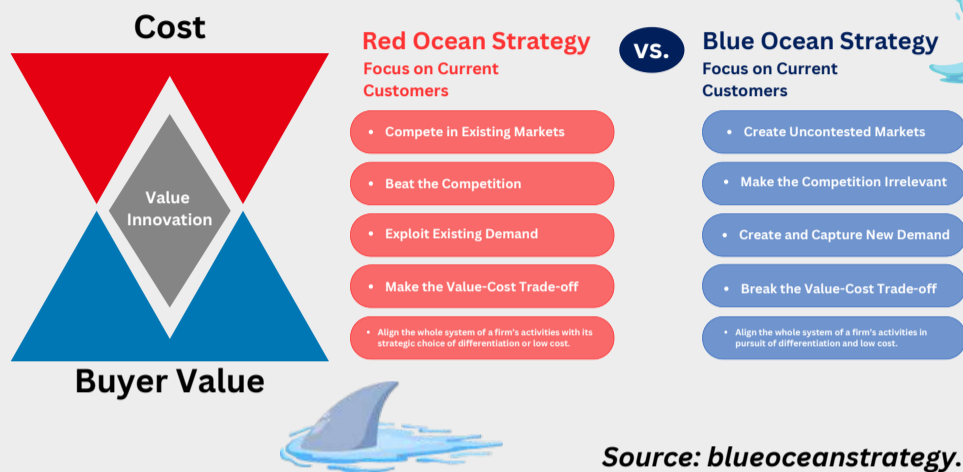 Cost
Value
Innovation
Buyer Value
Red Ocean Strategy
Focus on Current
Customers
• Compete in Existing Markets
• Beat the Competition
• Exploit Existing Demand
• Make the Value-Cost Trade-off
• Align the whole system of a firm's activities with its
strategic choice of differentiation or low cost.
VS.
Blue Ocean Strategy
Focus on Current
Customers
• Create Uncontested Markets
• Make the Competition Irrelevant
• Create and Capture New Demand
• Break the Value-Cost Trade-off
• Align the whole system of a firm's activities in
pursuit of differentiation and low cost.
Source: blueoceanstrategy.